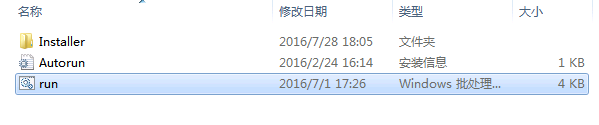 名称 修改日期 类型 大小
Installer 2016/7/28 18:05 文件夹
Autorun 2016/2/24 16:14 安装信息 1 KB
run 2016/7/1 17:26 Windows 批处理... 4 KB